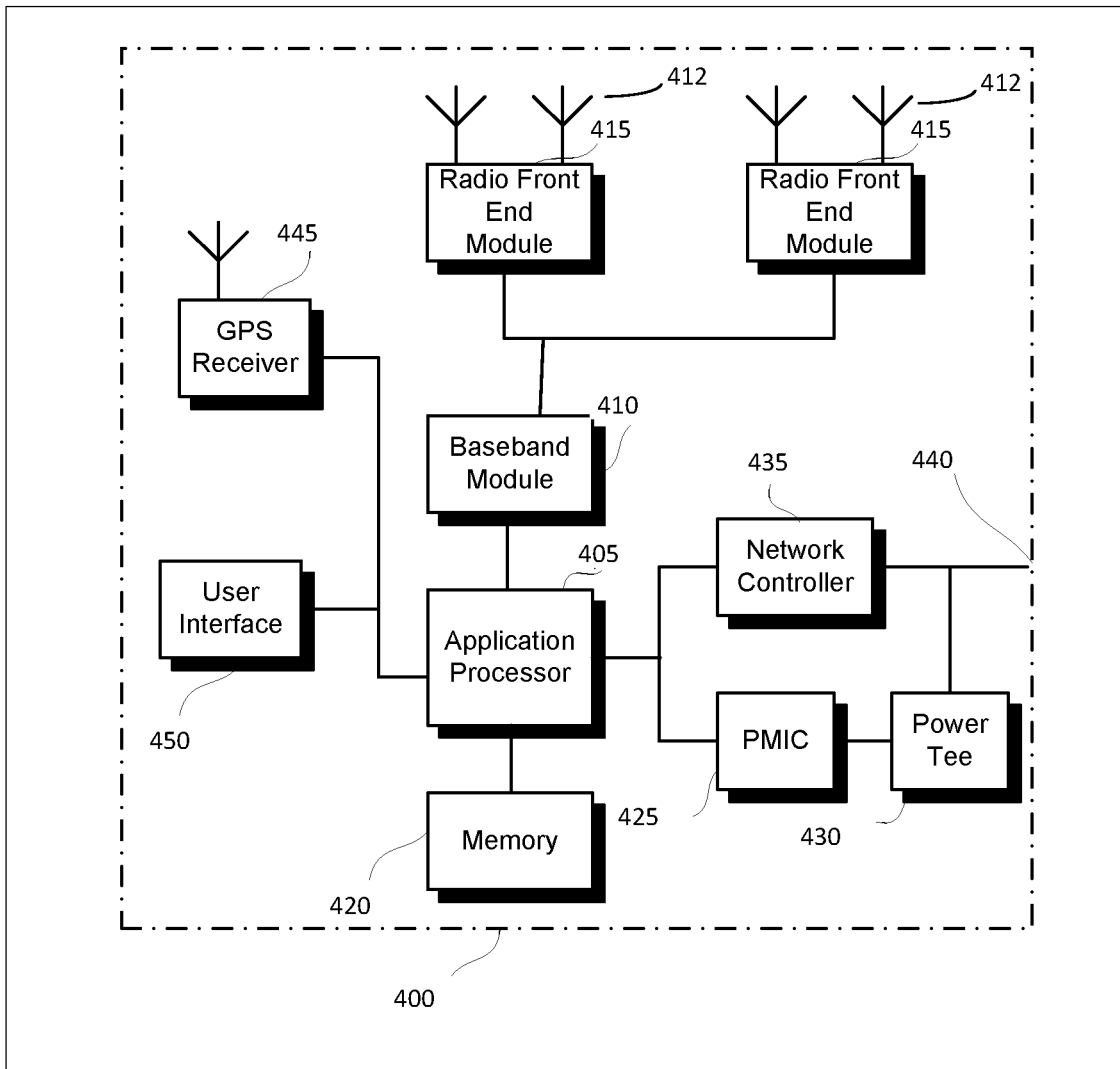 412
412
415
415
Radio Front
End
Module
Radio Front
End
Module
445
GPS
Receiver
410
Baseband
Module
435
440
Network
Controller
405
User
Interface
Application
Processor
450
PMIC
Power
Tee
425
430
Memory
420
400